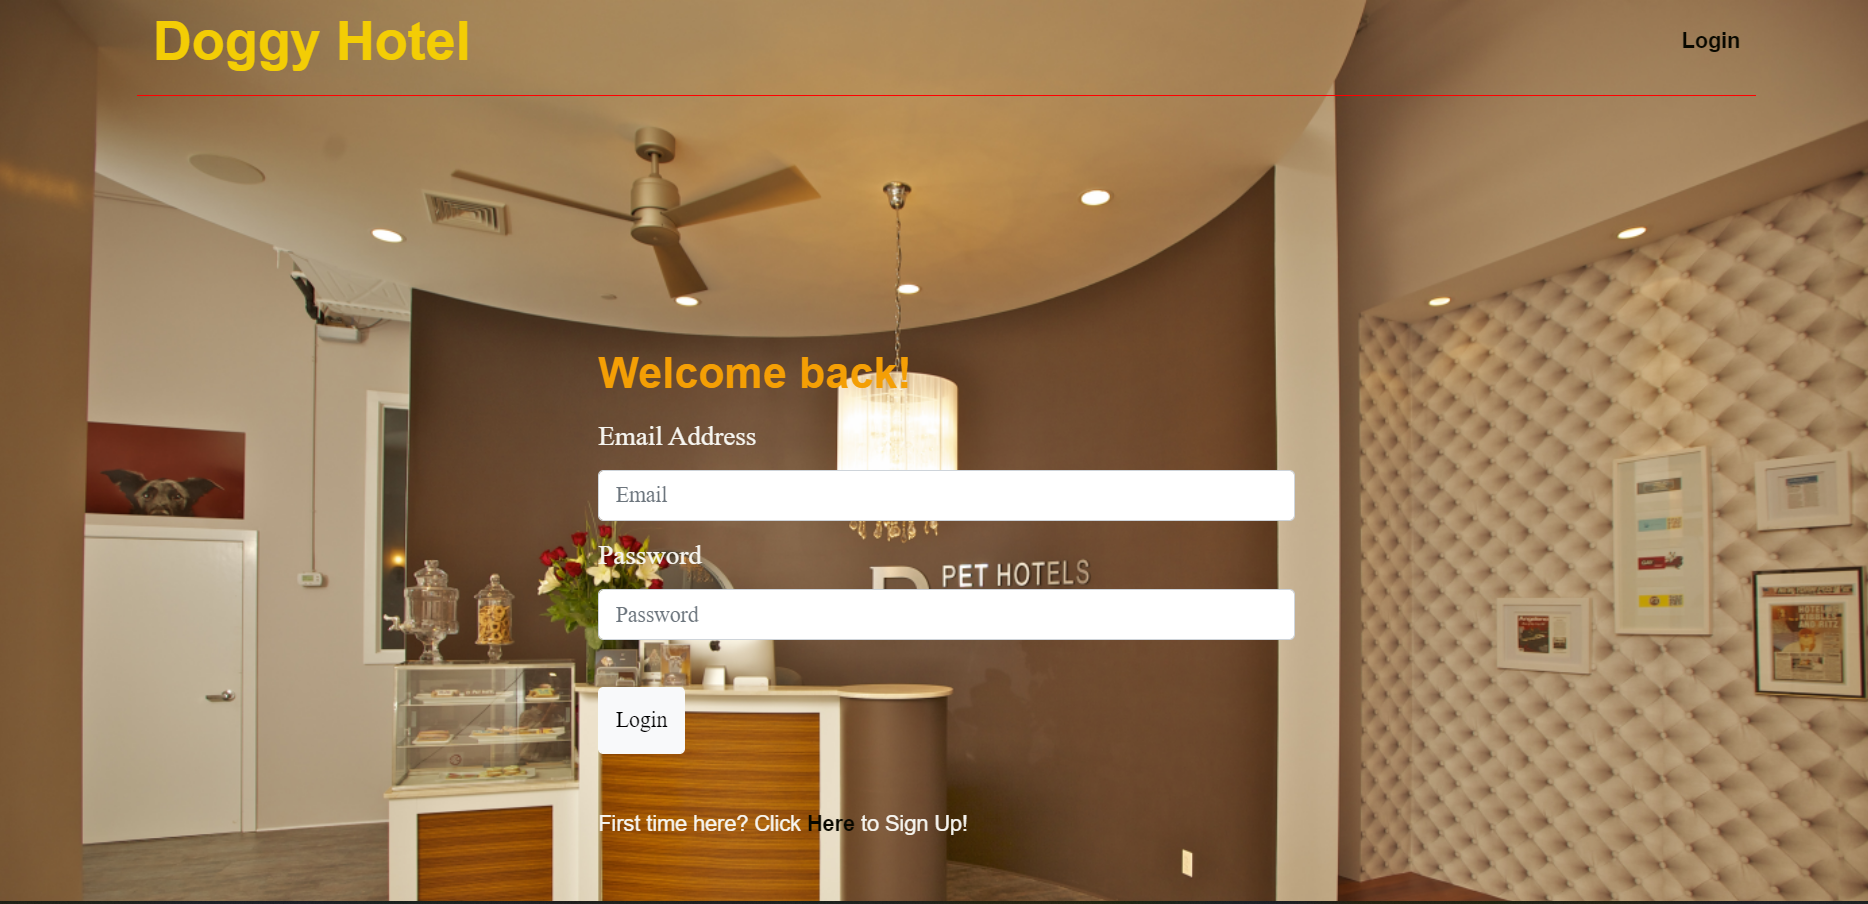 Doggy Hotel
Login
Welcome back!
Email Address
Email
Password
PET HOTELS
Password
Login
First time here? Click Here to Sign Up!